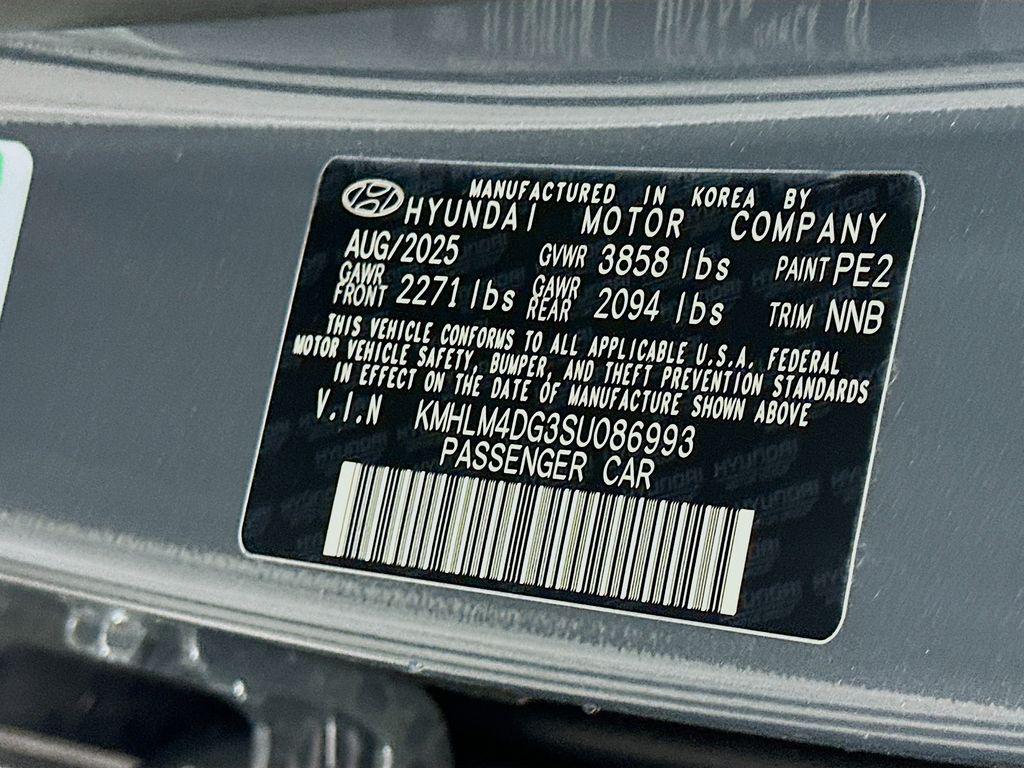 MANUFACTURED IN KOREA BY
HYUNDAI MOTOR COMPANY
AUG/2025 GVWR 3858 lbs PAINT PE2
GAWR FRONT 2271 lbs GAWR REAR 2094 lbs TRIM NNB
THIS VEHICLE CONFORMS TO ALL APPLICABLE U.S.A. FEDERAL
MOTOR VEHICLE SAFETY, BUMPER, AND THEFT PREVENTION STANDARDS
IN EFFECT ON THE DATE OF MANUFACTURE SHOWN ABOVE
V.I.N KMHLM4DG3SU086993
PASSENGER CAR